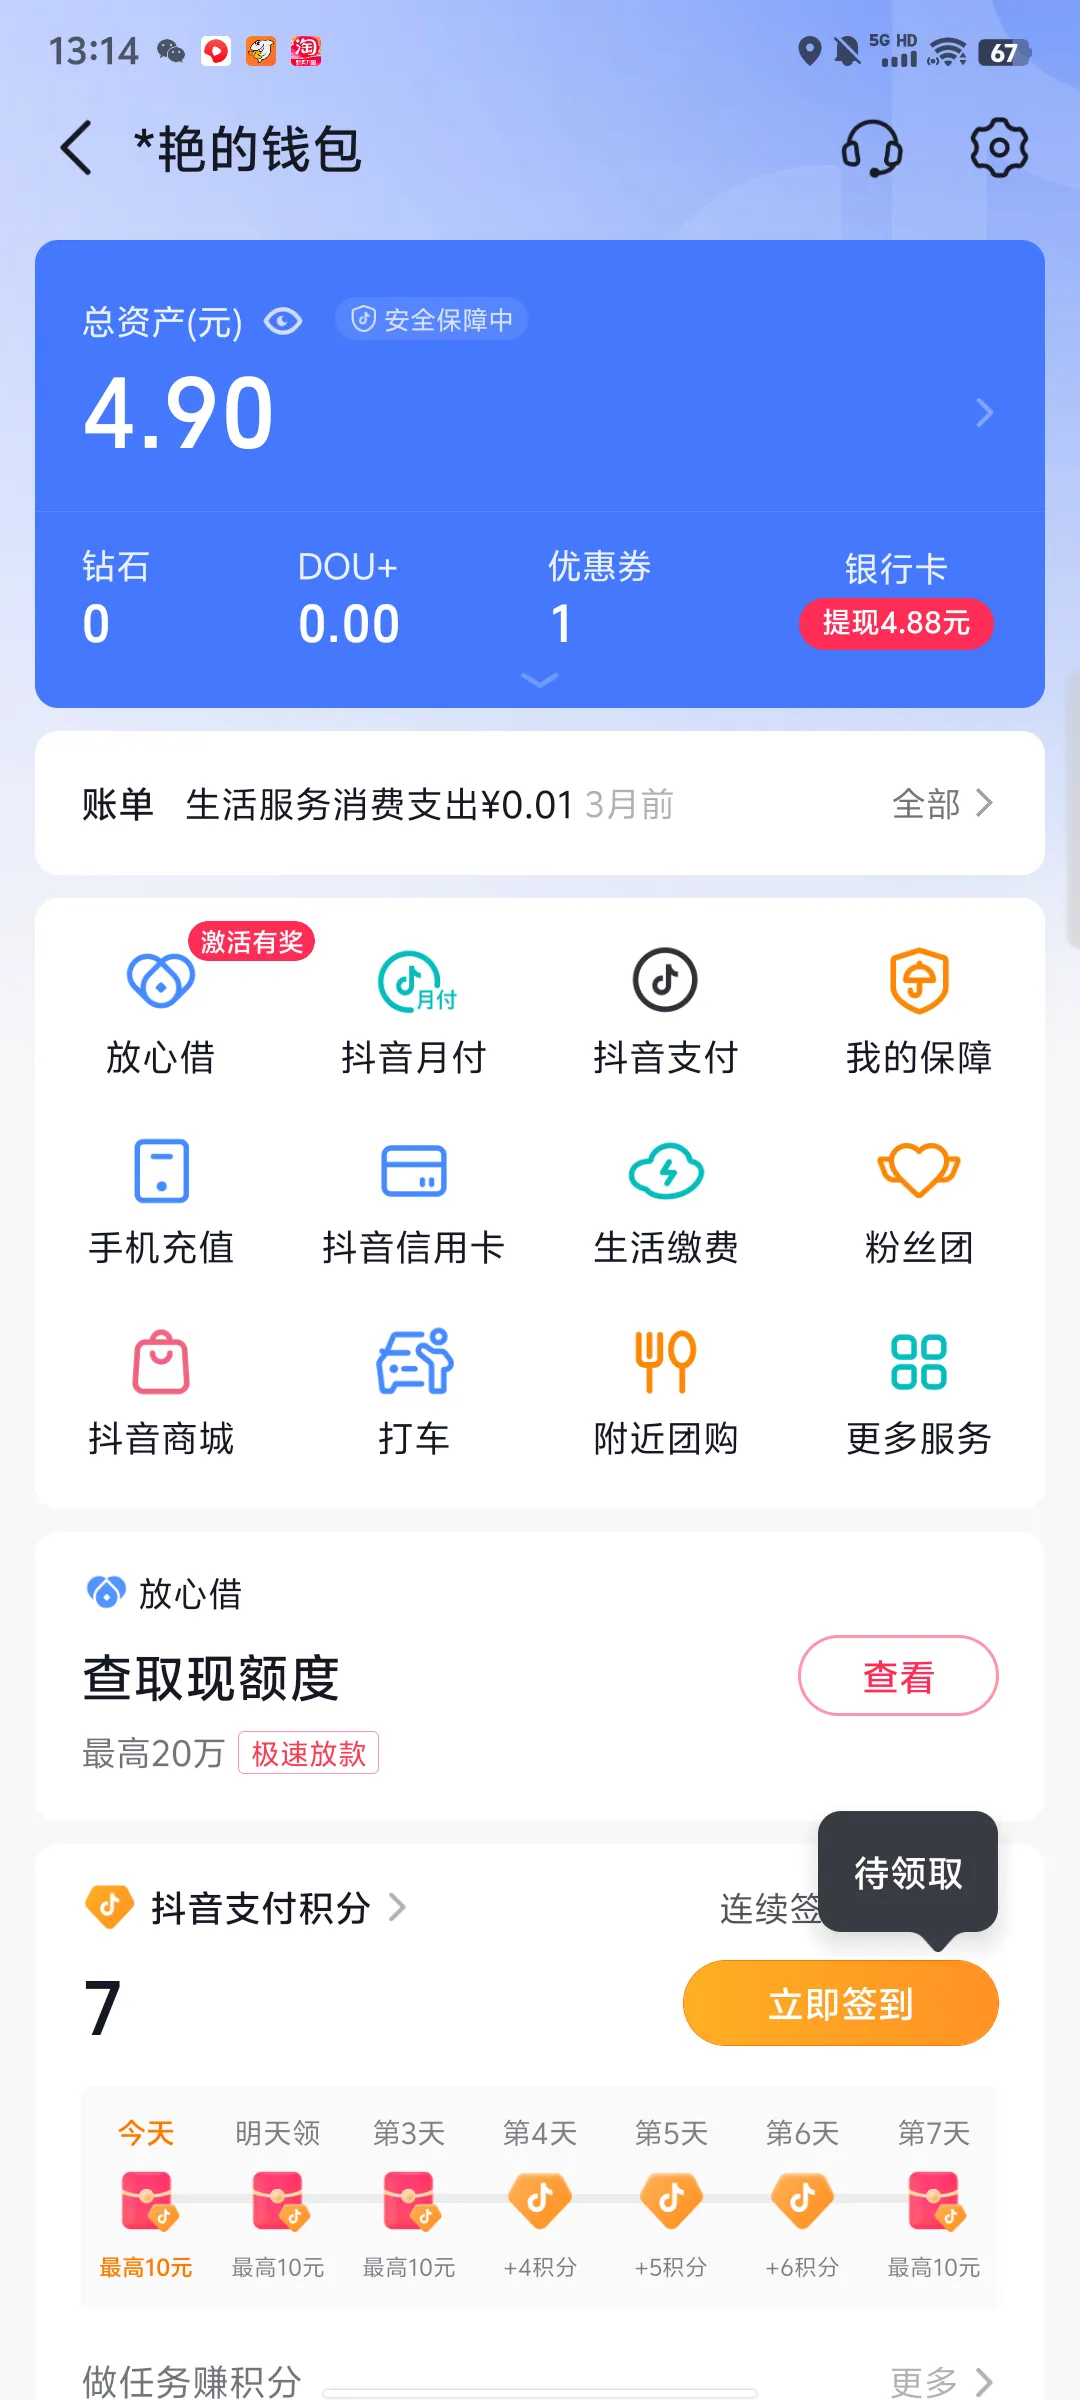 13:14
5G HD
67
*艳的钱包
总资产(元)
安全保障中
4.90
钻石
DOU+
优惠券
银行卡
0
0.00
1
提现4.88元
账单 生活服务消费支出¥0.01 3月前 全部
激活有奖
月付
放心借
抖音月付
抖音支付
我的保障
手机充值
抖音信用卡
生活缴费
粉丝团
抖音商城
打车
附近团购
更多服务
放心借
查取现额度
查看
最高20万 极速放款
待领取
抖音支付积分
连续签
7
立即签到
今天 明天领 第3天 第4天 第5天 第6天 第7天
最高10元 最高10元 最高10元 +4积分 +5积分 +6积分 最高10元
做任务赚积分 更多